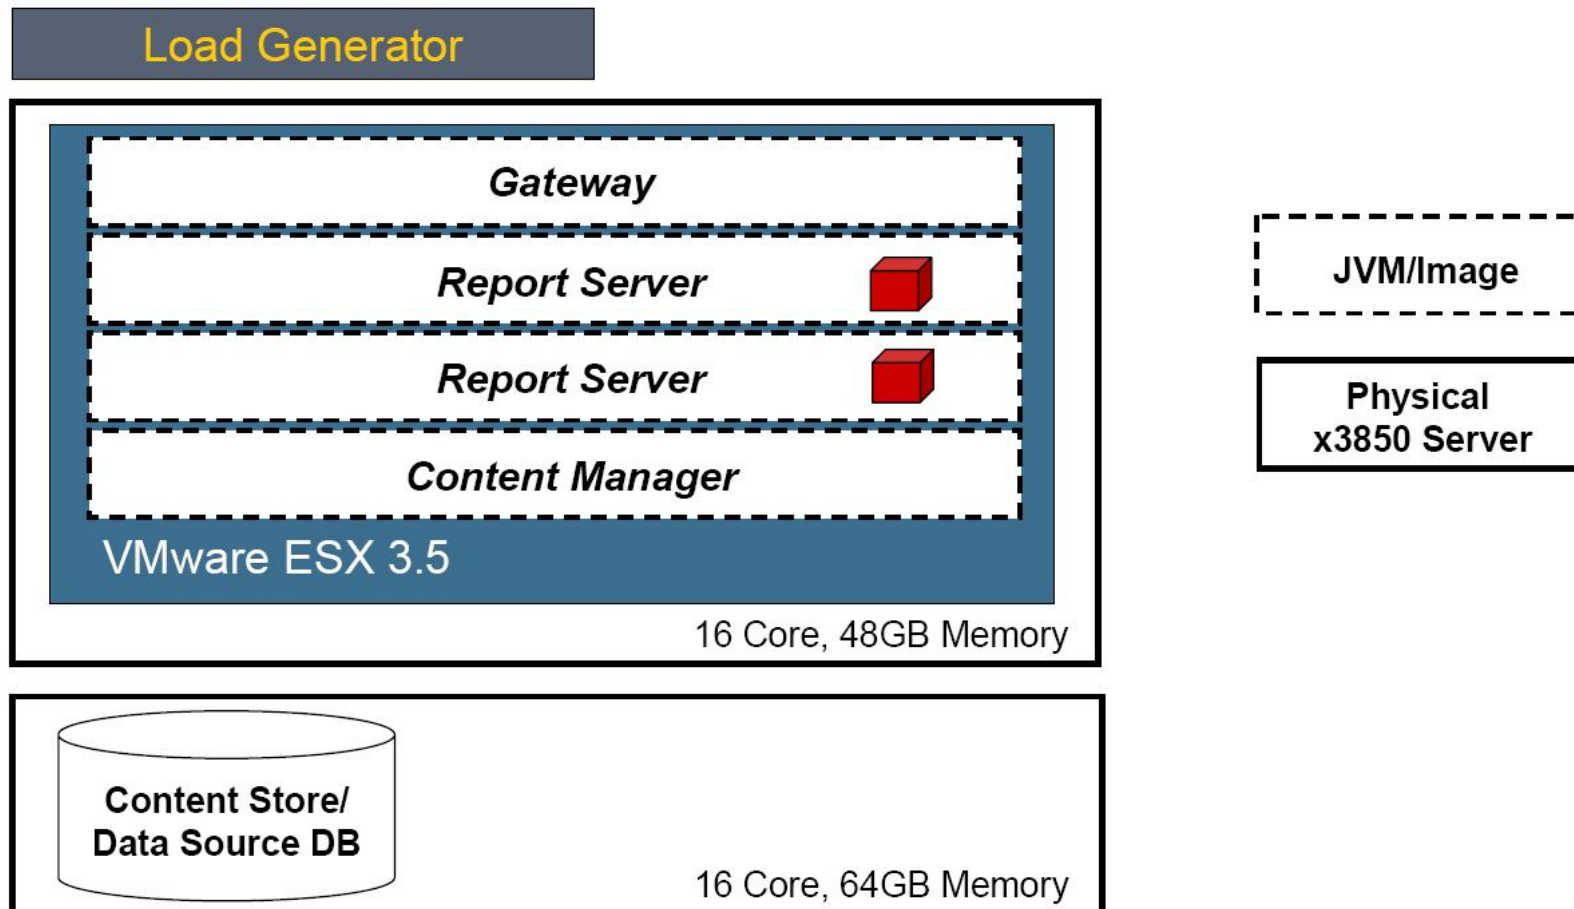 Load Generator
Gateway
Report Server
Report Server
Content Manager
VMware ESX 3.5
16 Core, 48GB Memory
Content Store/
Data Source DB
16 Core, 64GB Memory
JVM/Image
Physical
x3850 Server